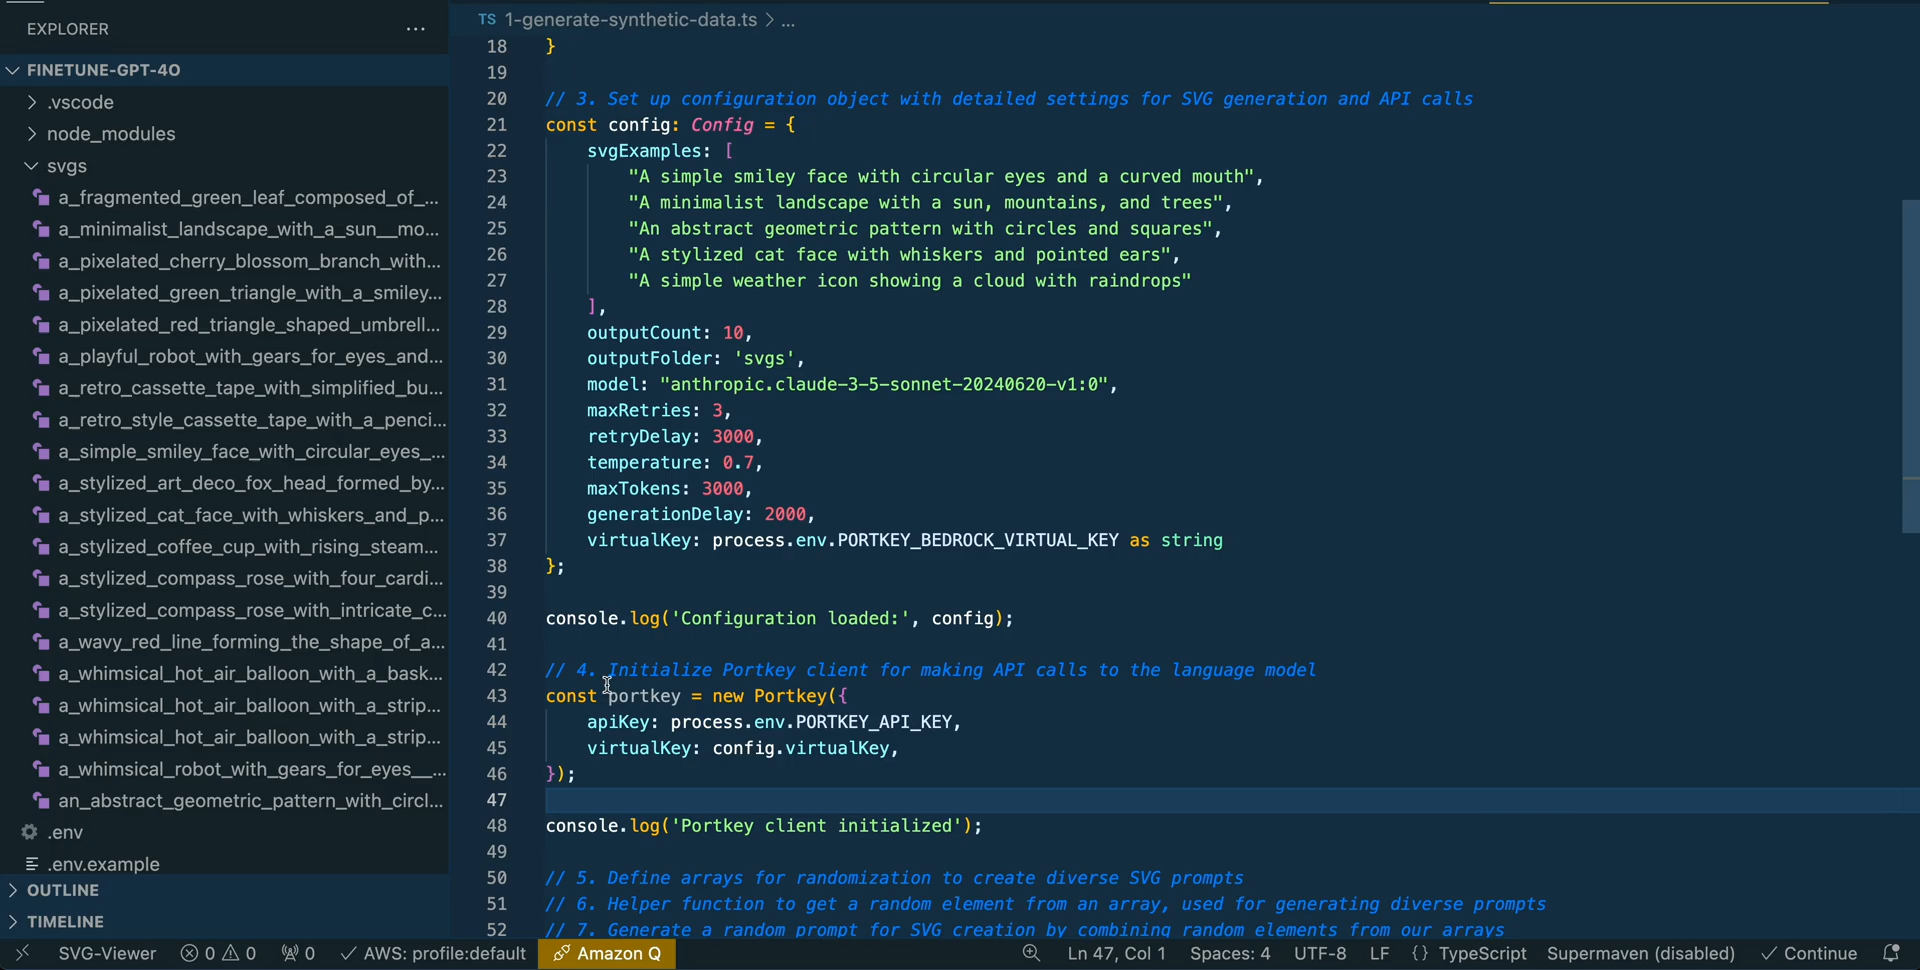 EXPLORER ...
FINETUNE-GPT-4O
.vscode
node_modules
svgs
a_fragmented_green_leaf_composed_of_...
a_minimalist_landscape_with_a_sun__mo...
a_pixelated_cherry_blossom_branch_with...
a_pixelated_green_triangle_with_a_smiley...
a_pixelated_red_triangle_shaped_umbrell...
a_playful_robot_with_gears_for_eyes_and...
a_retro_cassette_tape_with_simplified_bu...
a_retro_style_cassette_tape_with_a_penci...
a_simple_smiley_face_with_circular_eyes_...
a_stylized_art_deco_fox_head_formed_by...
a_stylized_cat_face_with_whiskers_and_p...
a_stylized_coffee_cup_with_rising_steam...
a_stylized_compass_rose_with_four_cardi...
a_stylized_compass_rose_with_intricate_c...
a_wavy_red_line_forming_the_shape_of_a...
a_whimsical_hot_air_balloon_with_a_bask...
a_whimsical_hot_air_balloon_with_a_strip...
a_whimsical_hot_air_balloon_with_a_strip...
a_whimsical_robot_with_gears_for_eyes__...
an_abstract_geometric_pattern_with_circl...
.env
.env.example
OUTLINE
TIMELINE
TS 1-generate-synthetic-data.ts > ...
18 }
19
20 // 3. Set up configuration object with detailed settings for SVG generation and API calls
21 const config: Config = {
22 svgExamples: [
23 "A simple smiley face with circular eyes and a curved mouth",
24 "A minimalist landscape with a sun, mountains, and trees",
25 "An abstract geometric pattern with circles and squares",
26 "A stylized cat face with whiskers and pointed ears",
27 "A simple weather icon showing a cloud with raindrops"
28 ],
29 outputCount: 10,
30 outputFolder: 'svgs',
31 model: "anthropic.claude-3-5-sonnet-20240620-v1:0",
32 maxRetries: 3,
33 retryDelay: 3000,
34 temperature: 0.7,
35 maxTokens: 3000,
36 generationDelay: 2000,
37 virtualKey: process.env.PORTKEY_BEDROCK_VIRTUAL_KEY as string
38 };
39
40 console.log('Configuration loaded:', config);
41
42 // 4. Initialize Portkey client for making API calls to the language model
43 const portkey = new Portkey({
44 apiKey: process.env.PORTKEY_API_KEY,
45 virtualKey: config.virtualKey,
46 });
47
48 console.log('Portkey client initialized');
49
50 // 5. Define arrays for randomization to create diverse SVG prompts
51 // 6. Helper function to get a random element from an array, used for generating diverse prompts
52 // 7. Generate a random prompt for SVG creation by combining random elements from our arrays
SVG-Viewer 0 0 0 AWS: profile:default Amazon Q Ln 47, Col 1 Spaces: 4 UTF-8 LF {} TypeScript Supermaven (disabled) Continue